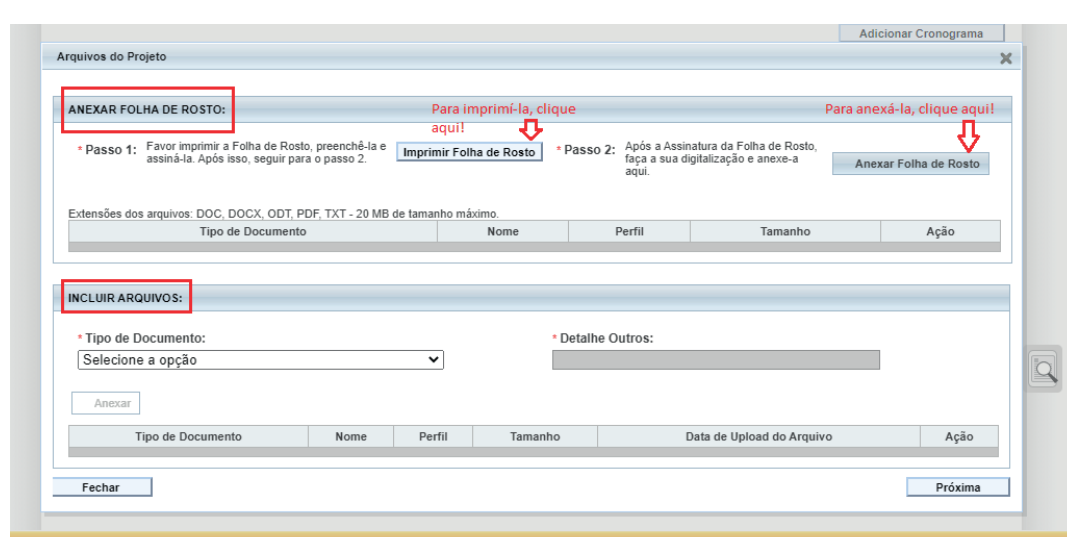 Adicionar Cronograma
Arquivos do Projeto
ANEXAR FOLHA DE ROSTO:
Para imprimí-la, clique
aqui!
Para anexá-la, clique aqui!
* Passo 1:
Favor imprimir a Folha de Rosto, preenchê-la e
assiná-la. Após isso, seguir para o passo 2.
Imprimir Folha de Rosto
* Passo 2:
Após a Assinatura da Folha de Rosto,
faça a sua digitalização e anexe-a
aqui.
Anexar Folha de Rosto
Extensões dos arquivos: DOC, DOCX, ODT, PDF, TXT - 20 MB de tamanho máximo.
Tipo de Documento Nome Perfil Tamanho Ação
INCLUIR ARQUIVOS:
* Tipo de Documento: * Detalhe Outros:
Selecione a opção
Anexar
Tipo de Documento Nome Perfil Tamanho Data de Upload do Arquivo Ação
Fechar Próxima